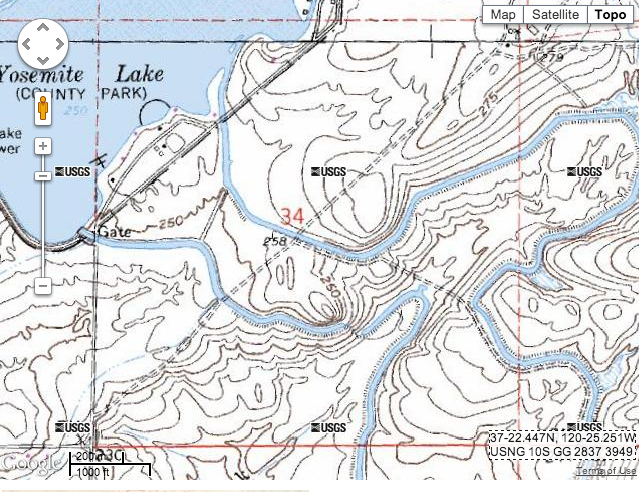 Map Satellite Topo
279
Yosemite Lake
(COUNTY PARK)
250
275
ake
wer
USGS
USGS
USGS
34
250
Gate
258
250
USGS
USGS
USGS
37-22.447N, 120-25.251W
USNG 10S GG 2837 3949
Google
200 m
1000 ft
Terms of Use